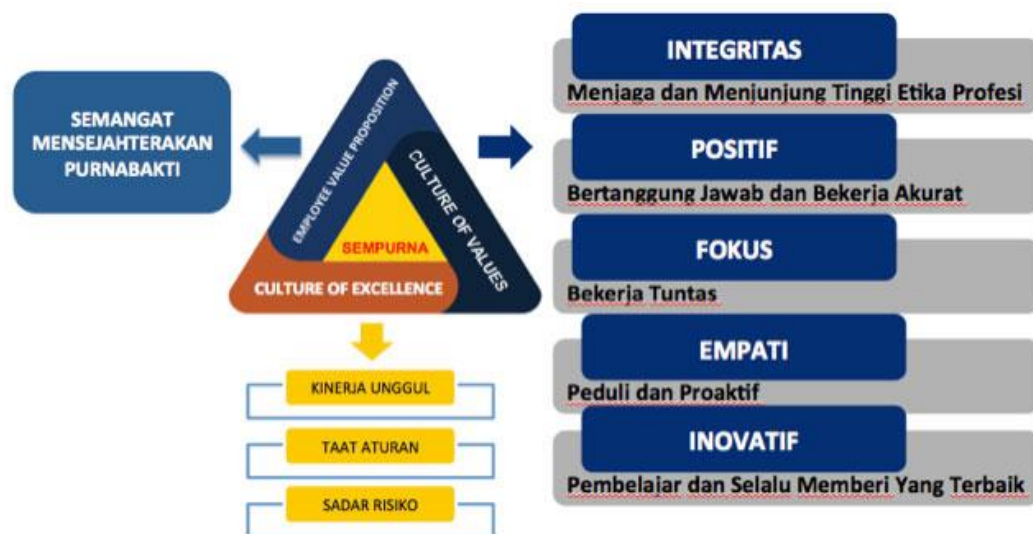 SEMANGAT
MENSEJAHTERAKAN
PURNABAKTI
EMPLOYEE VALUE PROPOSITION
CULTURE OF VALUES
SEMPURNA
CULTURE OF EXCELLENCE
KINERJA UNGGUL
TAAT ATURAN
SADAR RISIKO
INTEGRITAS
Menjaga dan Menjunjung Tinggi Etika Profesi
POSITIF
Bertanggung Jawab dan Bekerja Akurat
FOKUS
Bekerja Tuntas
EMPATI
Peduli dan Proaktif
INOVATIF
Pembelajar dan Selalu Memberi Yang Terbaik